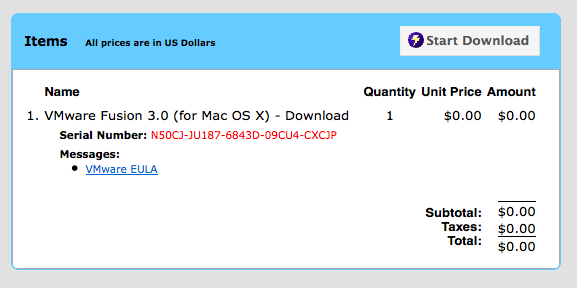 Items All prices are in US Dollars Start Download
Name Quantity Unit Price Amount
1. VMware Fusion 3.0 (for Mac OS X) - Download 1 $0.00 $0.00
Serial Number: N50CJ-JU187-6843D-09CU4-CXCJP
Messages:
• VMware EULA
Subtotal: $0.00
Taxes: $0.00
Total: $0.00